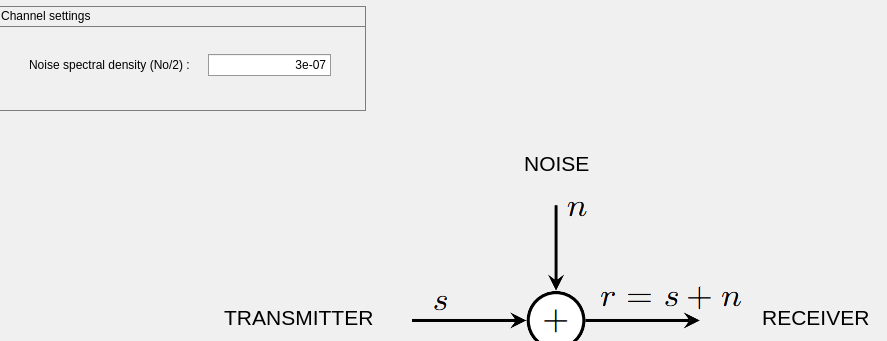 Channel settings
Noise spectral density (No/2) : 3e-07
NOISE
n
s
r = s + n
TRANSMITTER
+
RECEIVER